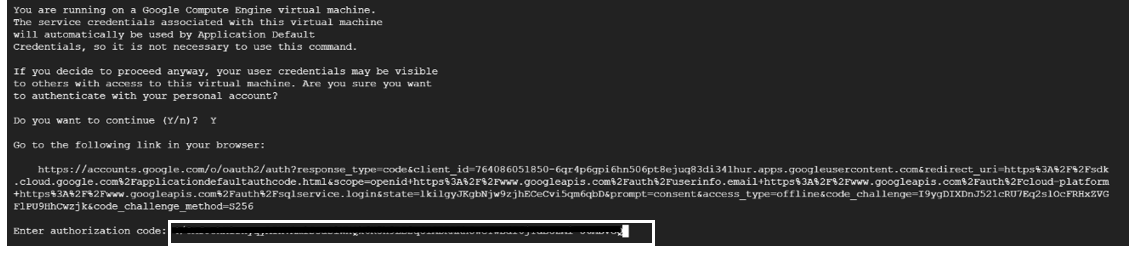 You are running on a Google Compute Engine virtual machine.
The service credentials associated with this virtual machine
will automatically be used by Application Default
Credentials, so it is not necessary to use this command.
If you decide to proceed anyway, your user credentials may be visible
to others with access to this virtual machine. Are you sure you want
to authenticate with your personal account?
Do you want to continue (Y/n)? Y
Go to the following link in your browser:
https://accounts.google.com/o/oauth2/auth?response_type=code&client_id=764086051850-6qr4p6gpi6hn506pt8ejuq83di341hur.apps.googleusercontent.com&redirect_uri=https%3A%2F%2Fsdk
.cloud.google.com%2Fapplicationdefaultauthcode.html&scope=openid+https%3A%2F%2Fwww.googleapis.com%2Fauth%2Fuserinfo.email+https%3A%2F%2Fwww.googleapis.com%2Fauth%2Fcloud-platform
+https%3A%2F%2Fwww.googleapis.com%2Fauth%2Fsqlservice.login&state=lkilgyJKgbNjw9zjhECeCvi5qm6qbD&prompt=consent&access_type=offline&code_challenge=I9ygDIXDnJ521cRU7Eq2slOcFRHxZVG
FlPU9HhCwzjk&code_challenge_method=S256
Enter authorization code: